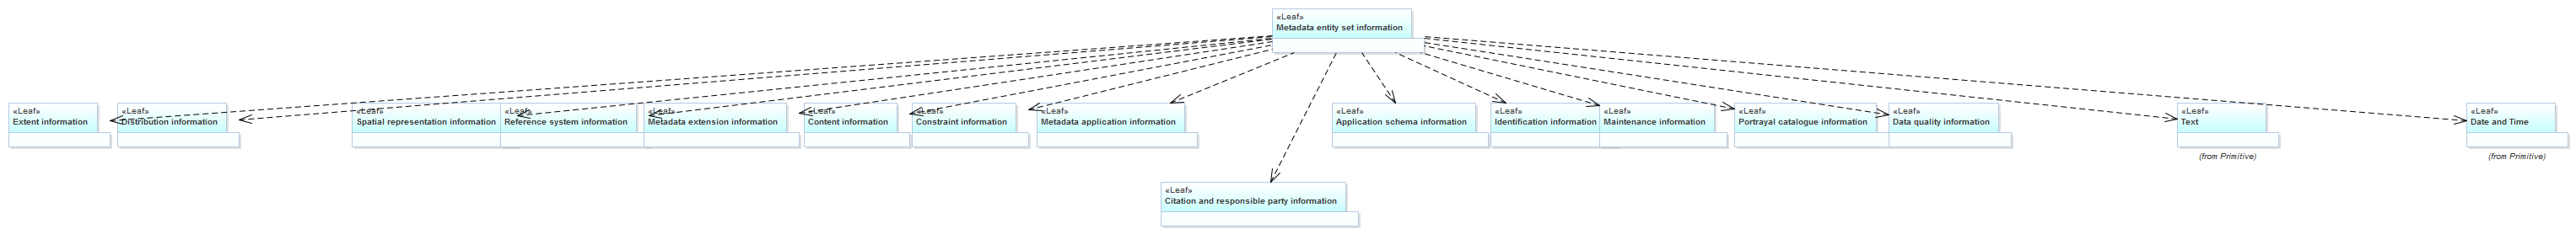 «Leaf»
Metadata entity set information
«Leaf»
Extent information
«Leaf»
Distribution information
«Leaf»
Spatial representation information
«Leaf»
Reference system information
«Leaf»
Metadata extension information
«Leaf»
Content information
«Leaf»
Constraint information
«Leaf»
Metadata application information
«Leaf»
Application schema information
«Leaf»
Identification information
«Leaf»
Maintenance information
«Leaf»
Portrayal catalogue information
«Leaf»
Data quality information
«Leaf»
Text
(from Primitive)
«Leaf»
Date and Time
(from Primitive)
«Leaf»
Citation and responsible party information